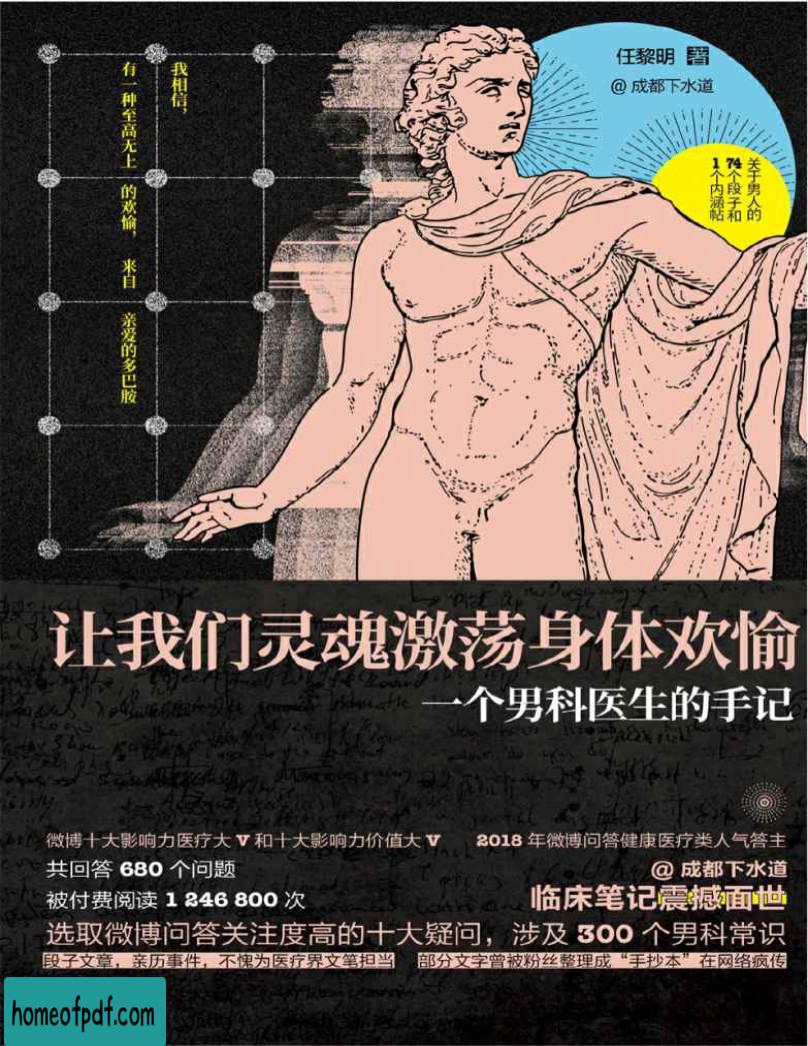 任黎明 著
@ 成都下水道
关于男人的
174个段子和
1个内涵帖
我相信,
有一种至高无上 的欢愉, 来自 亲爱的多巴胺
让我们灵魂激荡身体欢愉
一个男科医生的手记
微博十大影响力医疗大 V 和十大影响力价值大 V 2018 年微博问答健康医疗类人气答主
共回答 680 个问题
@ 成都下水道
被付费阅读 1 246 800 次
临床笔记震撼面世
选取微博问答关注度高的十大疑问，涉及 300 个男科常识
段子文章，亲历事件，不愧为医疗界文笔担当 部分文字曾被粉丝整理成“手抄本”在网络疯传
homeofpdf.com